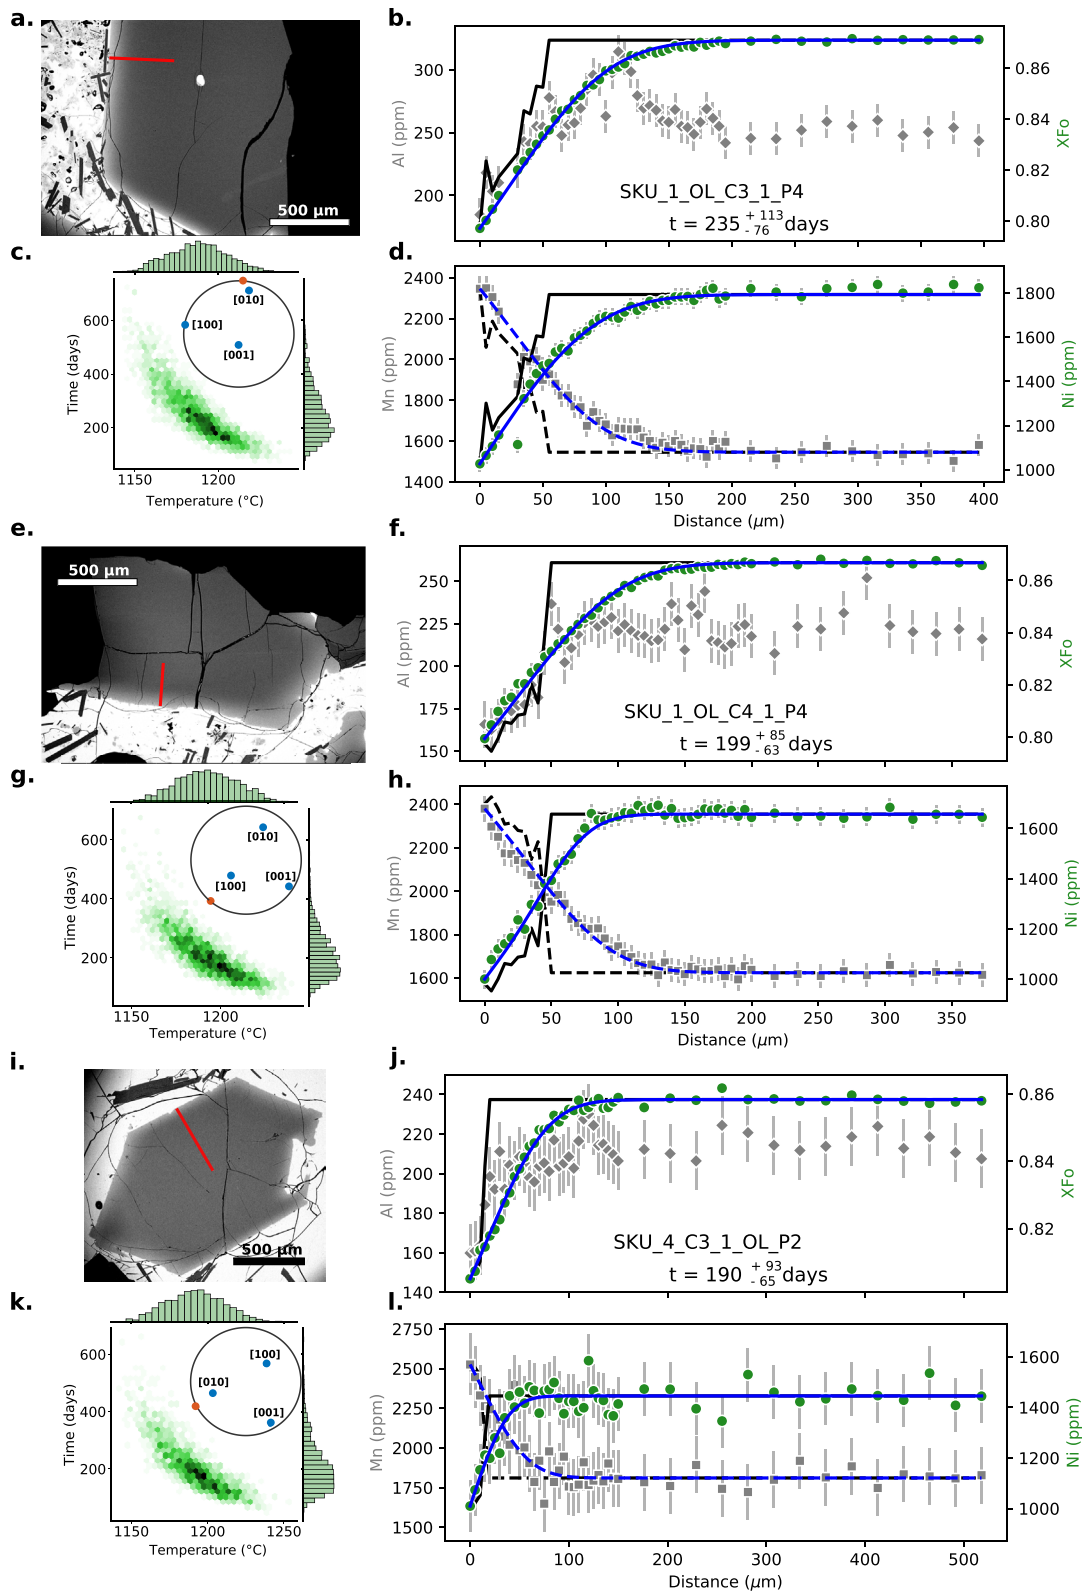 a.
500 μm
b.
300
250
200
Al (ppm)
0.86
0.84
0.82
0.80
XFo
SKU_1_OL_C3_1_P4
t = 235 + 113 - 76 days
c.
600
400
200
Time (days)
[010]
[100]
[001]
1150
1200
Temperature (°C)
d.
2400
2200
2000
1800
1600
1400
Mn (ppm)
1800
1600
1400
1200
1000
Ni (ppm)
0
50
100
150
200
250
300
350
400
Distance (μm)
e.
500 μm
f.
250
225
200
175
150
Al (ppm)
0.86
0.84
0.82
0.80
XFo
SKU_1_OL_C4_1_P4
t = 199 + 85 - 63 days
g.
600
400
200
Time (days)
[010]
[100]
[001]
1150
1200
Temperature (°C)
h.
2400
2200
2000
1800
1600
Mn (ppm)
1600
1400
1200
1000
Ni (ppm)
0
50
100
150
200
250
300
350
Distance (μm)
i.
500 μm
j.
240
220
200
180
160
140
Al (ppm)
0.86
0.84
0.82
XFo
SKU_4_C3_1_OL_P2
t = 190 + 93 - 65 days
k.
600
400
200
Time (days)
[100]
[010]
[001]
1150
1200
1250
Temperature (°C)
l.
2750
2500
2250
2000
1750
1500
Mn (ppm)
1600
1400
1200
1000
Ni (ppm)
0
100
200
300
400
500
Distance (μm)